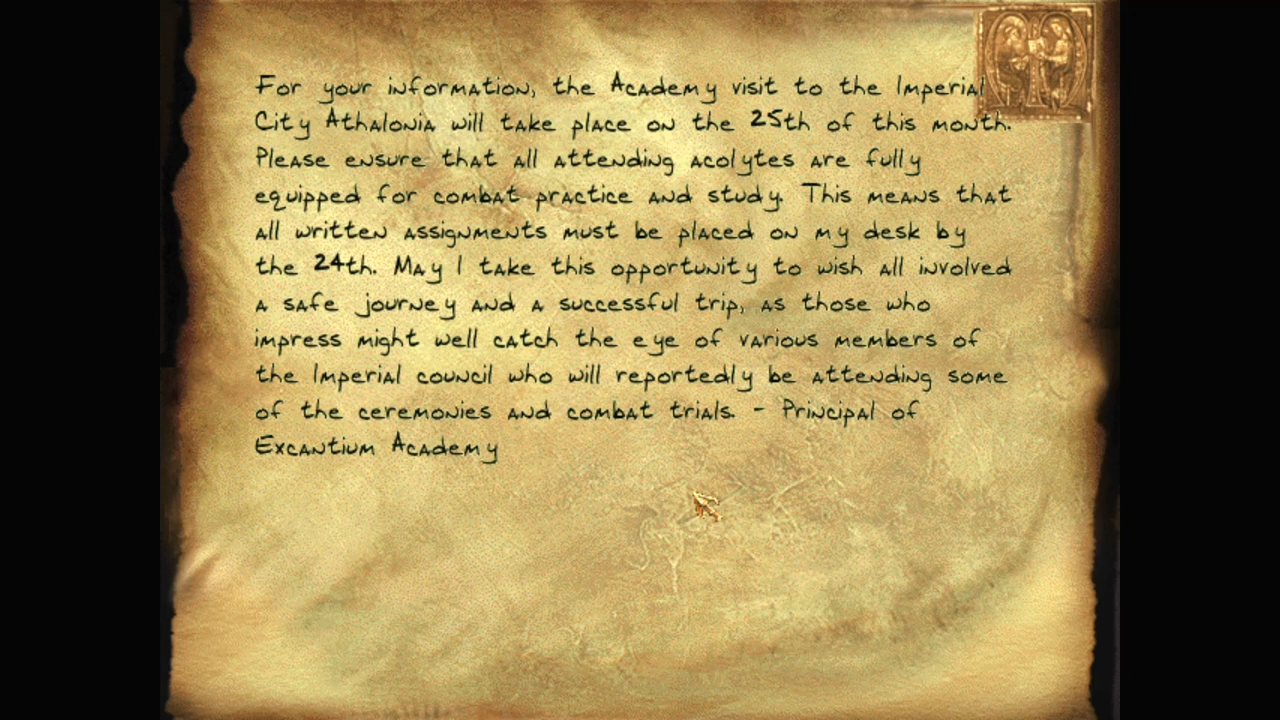 For your information, the Academy visit to the Imperial
City Athalonia will take place on the 25th of this month.
Please ensure that all attending acolytes are fully
equipped for combat practice and study. This means that
all written assignments must be placed on my desk by
the 24th. May I take this opportunity to wish all involved
a safe journey and a successful trip, as those who
impress might well catch the eye of various members of
the Imperial council who will reportedly be attending some
of the ceremonies and combat trials. - Principal of
Excantium Academy